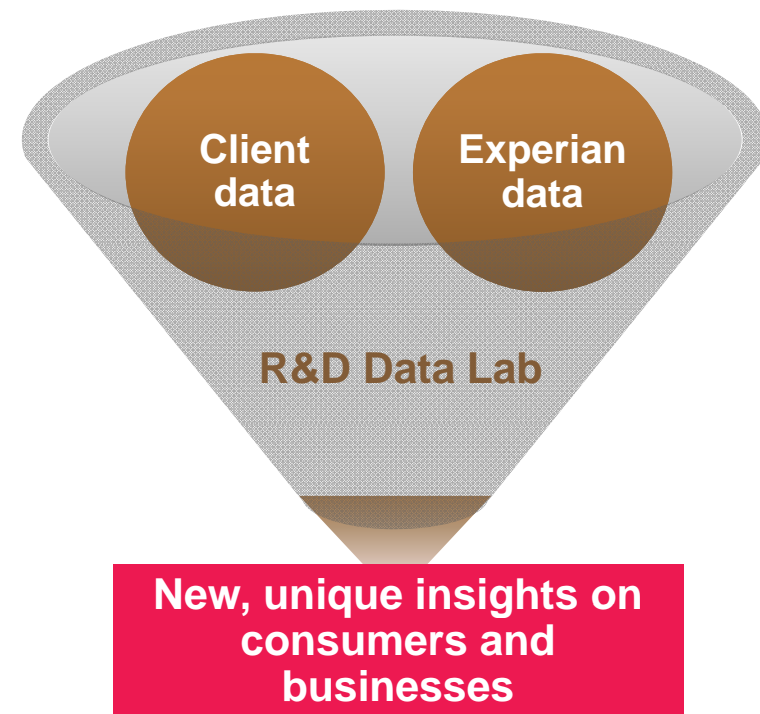 Client
data
Experian
data
R&D Data Lab
New, unique insights on
consumers and
businesses